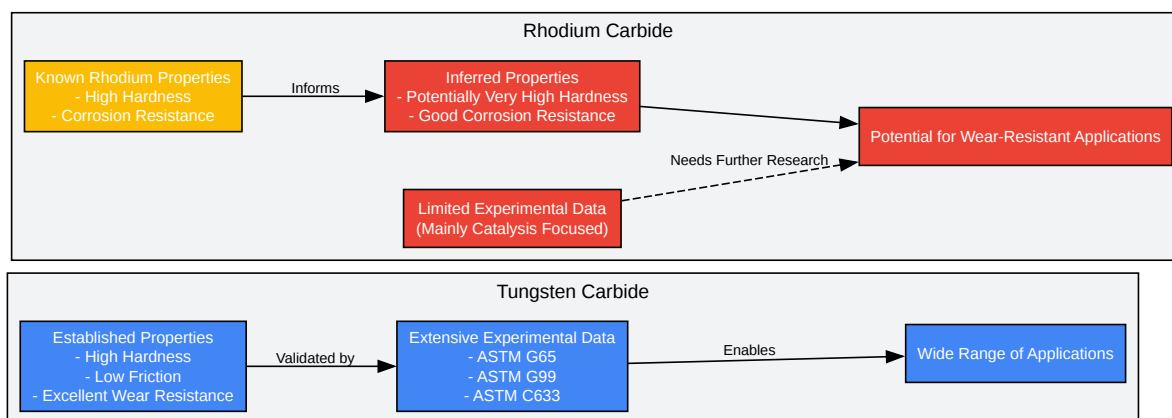 Rhodium Carbide
Known Rhodium Properties
- High Hardness
- Corrosion Resistance
Informs
Inferred Properties
- Potentially Very High Hardness
- Good Corrosion Resistance
Potential for Wear-Resistant Applications
Needs Further Research
Limited Experimental Data
(Mainly Catalysis Focused)
Tungsten Carbide
Established Properties
- High Hardness
- Low Friction
- Excellent Wear Resistance
Validated by
Extensive Experimental Data
- ASTM G65
- ASTM G99
- ASTM C633
Enables
Wide Range of Applications